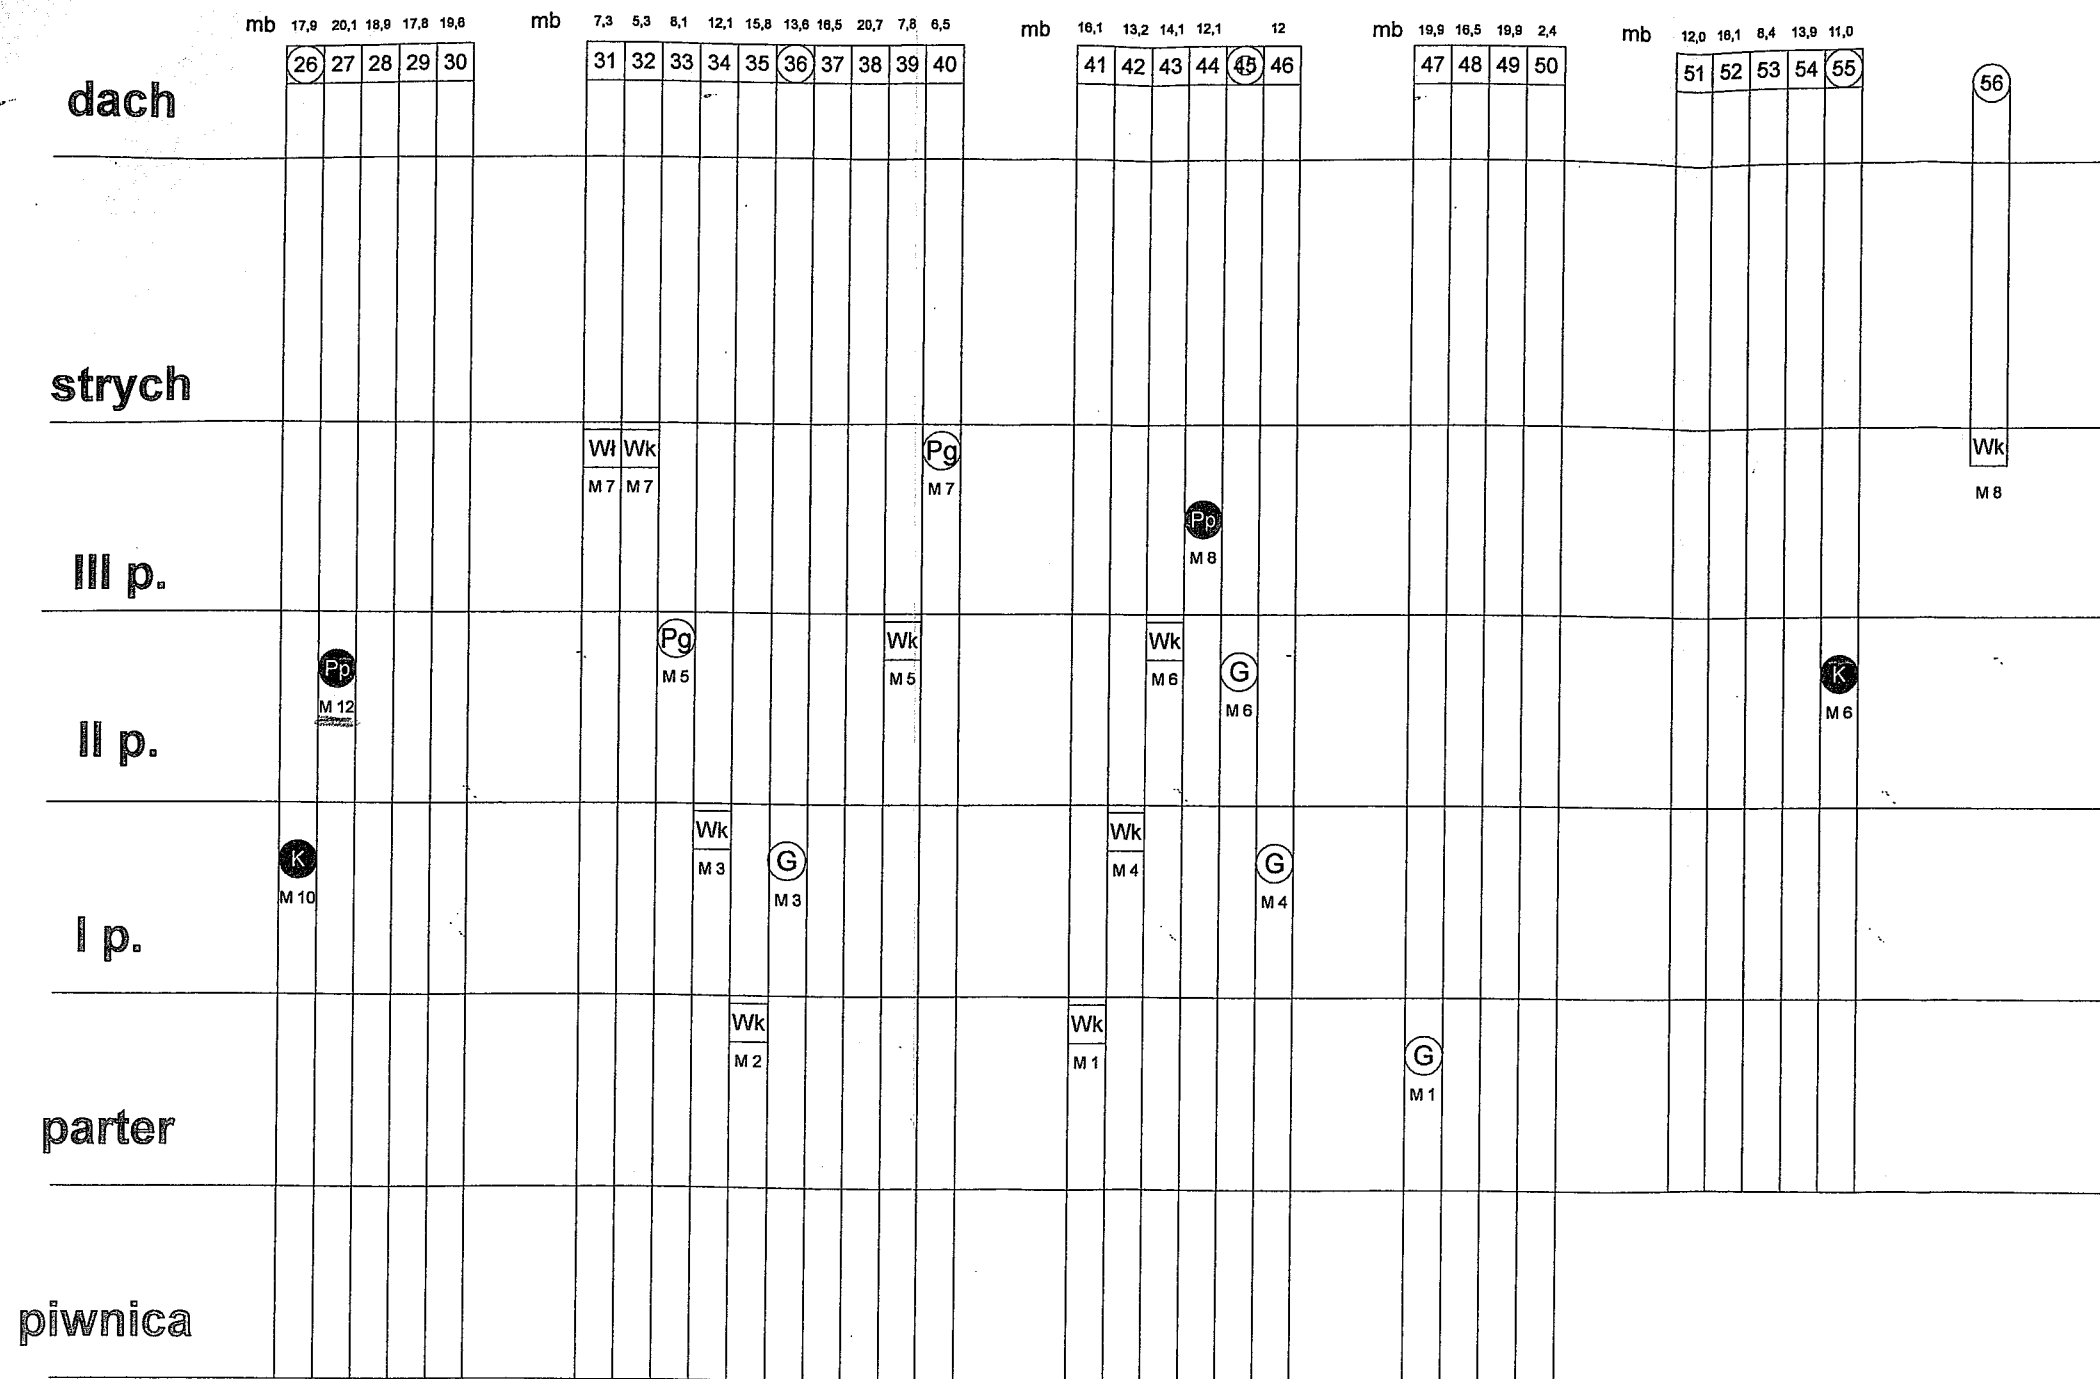 mb 17,9 20,1 18,9 17,8 19,6 mb 7,3 5,3 8,1 12,1 15,8 13,6 16,5 20,7 7,8 6,5 mb 16,1 13,2 14,1 12,1 12 mb 19,9 16,5 19,9 2,4 mb 12,0 16,1 8,4 13,9 11,0
26 27 28 29 30 31 32 33 34 35 36 37 38 39 40 41 42 43 44 45 46 47 48 49 50 51 52 53 54 55 56
dach
strych
Wł Wk Pg Wk
M 7 M 7 M 7 M 8
Pp
M 8
III p.
Pg Wk Wk
M 5 M 5 M 6
Pp G K
M 12 M 6 M 6
II p.
Wk Wk
M 3 M 4
K G G
M 10 M 3 M 4
I p.
Wk Wk
M 2 M 1
G
M 1
parter
piwnica